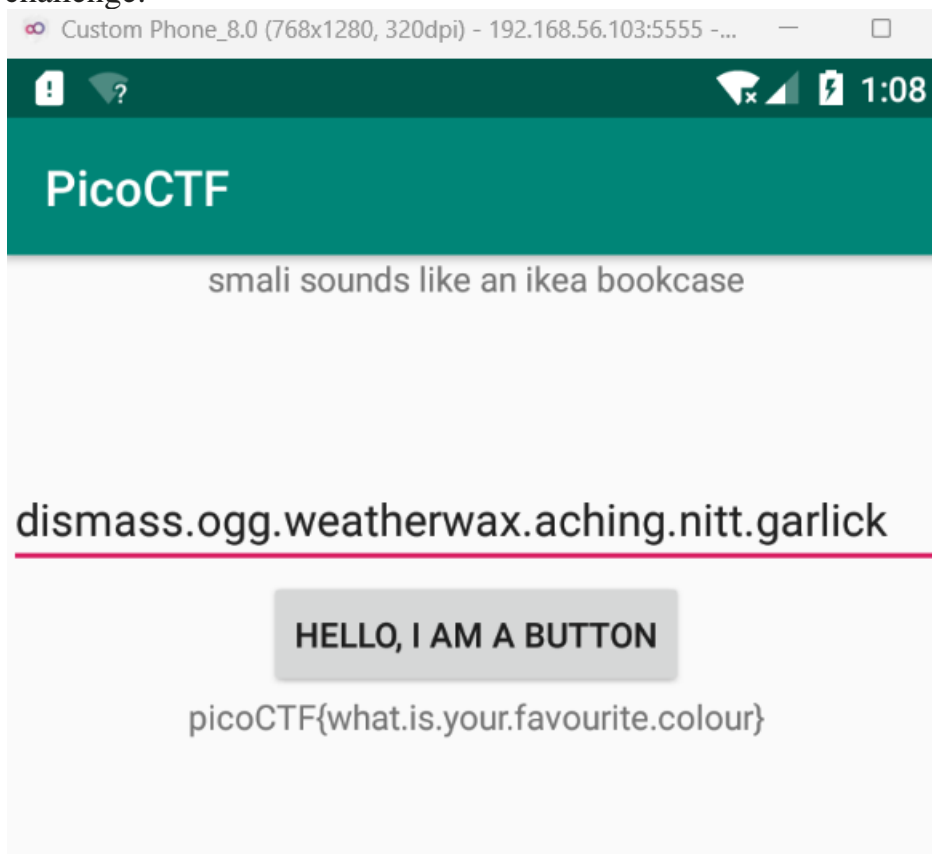 challenge.
Custom Phone_8.0 (768x1280, 320dpi) - 192.168.56.103:5555 -...
1:08
PicoCTF
smali sounds like an ikea bookcase
dismass.ogg.weatherwax.aching.nitt.garlick
HELLO, I AM A BUTTON
picoCTF{what.is.your.favourite.colour}